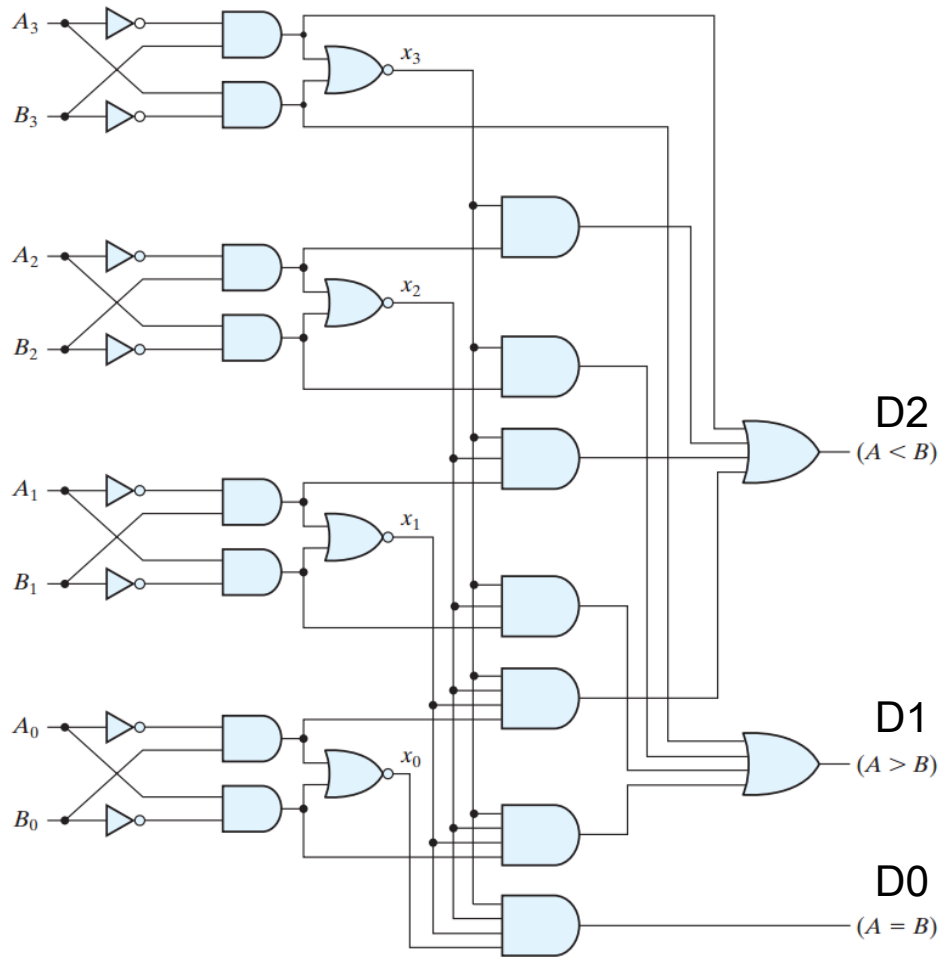 A₃
x₃
B₃
A₂
x₂
B₂
D2
(A < B)
A₁
x₁
B₁
D1
A₀
x₀
(A > B)
B₀
D0
(A = B)